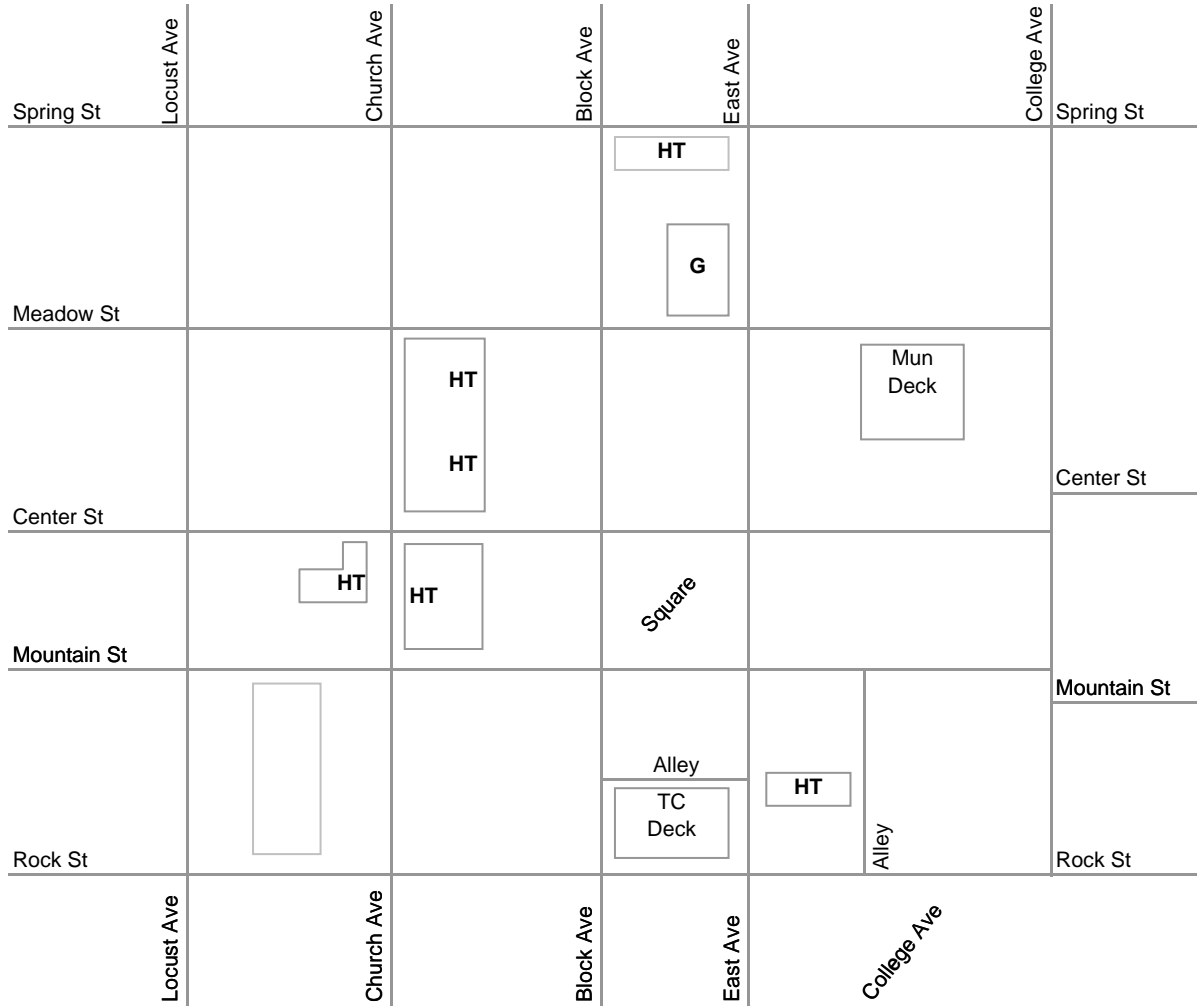 Locust Ave
Church Ave
Block Ave
East Ave
College Ave
Spring St
Spring St
HT
G
Meadow St
HT
Mun
Deck
HT
Center St
Center St
HT
HT
Square
Mountain St
Mountain St
Alley
HT
TC
Deck
Alley
Rock St
Rock St
Locust Ave
Church Ave
Block Ave
East Ave
College Ave